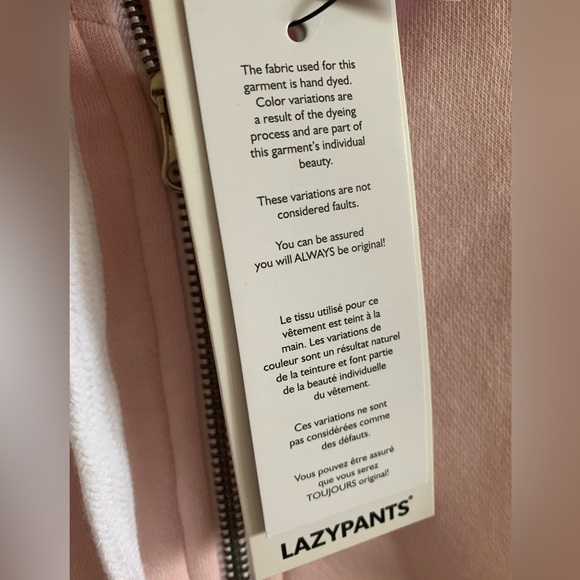 The fabric used for this
garment is hand dyed.
Color variations are
a result of the dyeing
process and are part of
this garment's individual
beauty.
These variations are not
considered faults.
You can be assured
you will ALWAYS be original!
Le tissu utilisé pour ce
vêtement est teint à la
main. Les variations de
couleur sont un résultat naturel
de la teinture et font partie
de la beauté individuelle
du vêtement.
Ces variations ne sont
pas considérées comme
des défauts.
Vous pouvez être assuré
que vous serez
TOUJOURS original!
LAZYPANTS